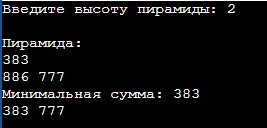 Введите высоту пирамиды: 2
Пирамида:
383
886 777
Минимальная сумма: 383
383 777